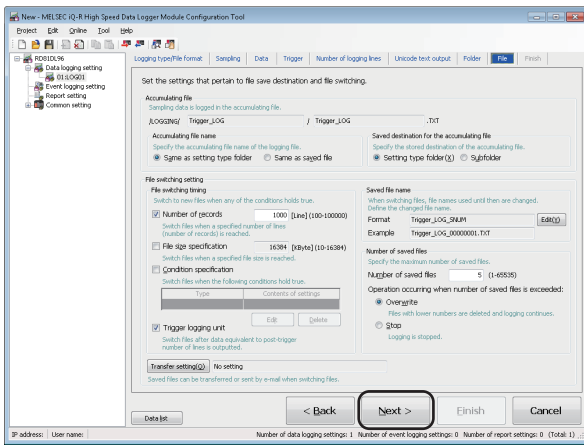 New - MELSEC iQ-R High Speed Data Logger Module Configuration Tool
Project Edit Online Tool Help
RD81DL96
Data logging setting
01:LOG01
Event logging setting
Report setting
Common setting
Logging type/File format Sampling Data Trigger Number of logging lines Unicode text output Folder File Finish
Set the settings that pertain to file save destination and file switching.
Accumulating file
Sampling data is logged in the accumulating file.
/LOGGING/ Trigger_LOG / Trigger_LOG .TXT
Accumulating file name
Specify the accumulating file name of the logging file.
Same as setting type folder Same as saved file
Saved destination for the accumulating file
Specify the stored destination of the accumulating file.
Setting type folder(X) Subfolder
File switching setting
File switching timing
Switch to new files when any of the conditions holds true.
Number of records 1000 [Line] (100-100000)
Switch files when a specified number of lines
(number of records) is reached.
File size specification 16384 [KByte] (10-16384)
Switch files when a specified file size is reached.
Condition specification
Switch files when the following conditions hold true.
Type Contents of settings
Edit Delete
Trigger logging unit
Switch files after data equivalent to post-trigger
number of lines is outputted.
Saved file name
When switching files, file names used until then are changed.
Define the changed file name.
Format Trigger_LOG_SNUM Edit(Y)
Example Trigger_LOG_00000001.TXT
Number of saved files
Specify the maximum number of saved files.
Number of saved files 5 (1-65535)
Operation occurring when number of saved files is exceeded:
Overwrite
Files with lower numbers are deleted and logging continues.
Stop
Logging is stopped.
Transfer setting(Q) No setting
Saved files can be transferred or sent by e-mail when switching files.
Data list < Back Next > Finish Cancel
IP address: User name: Number of data logging settings: 1 Number of event logging settings: 0 Number of report settings: 0 (Total: 1)